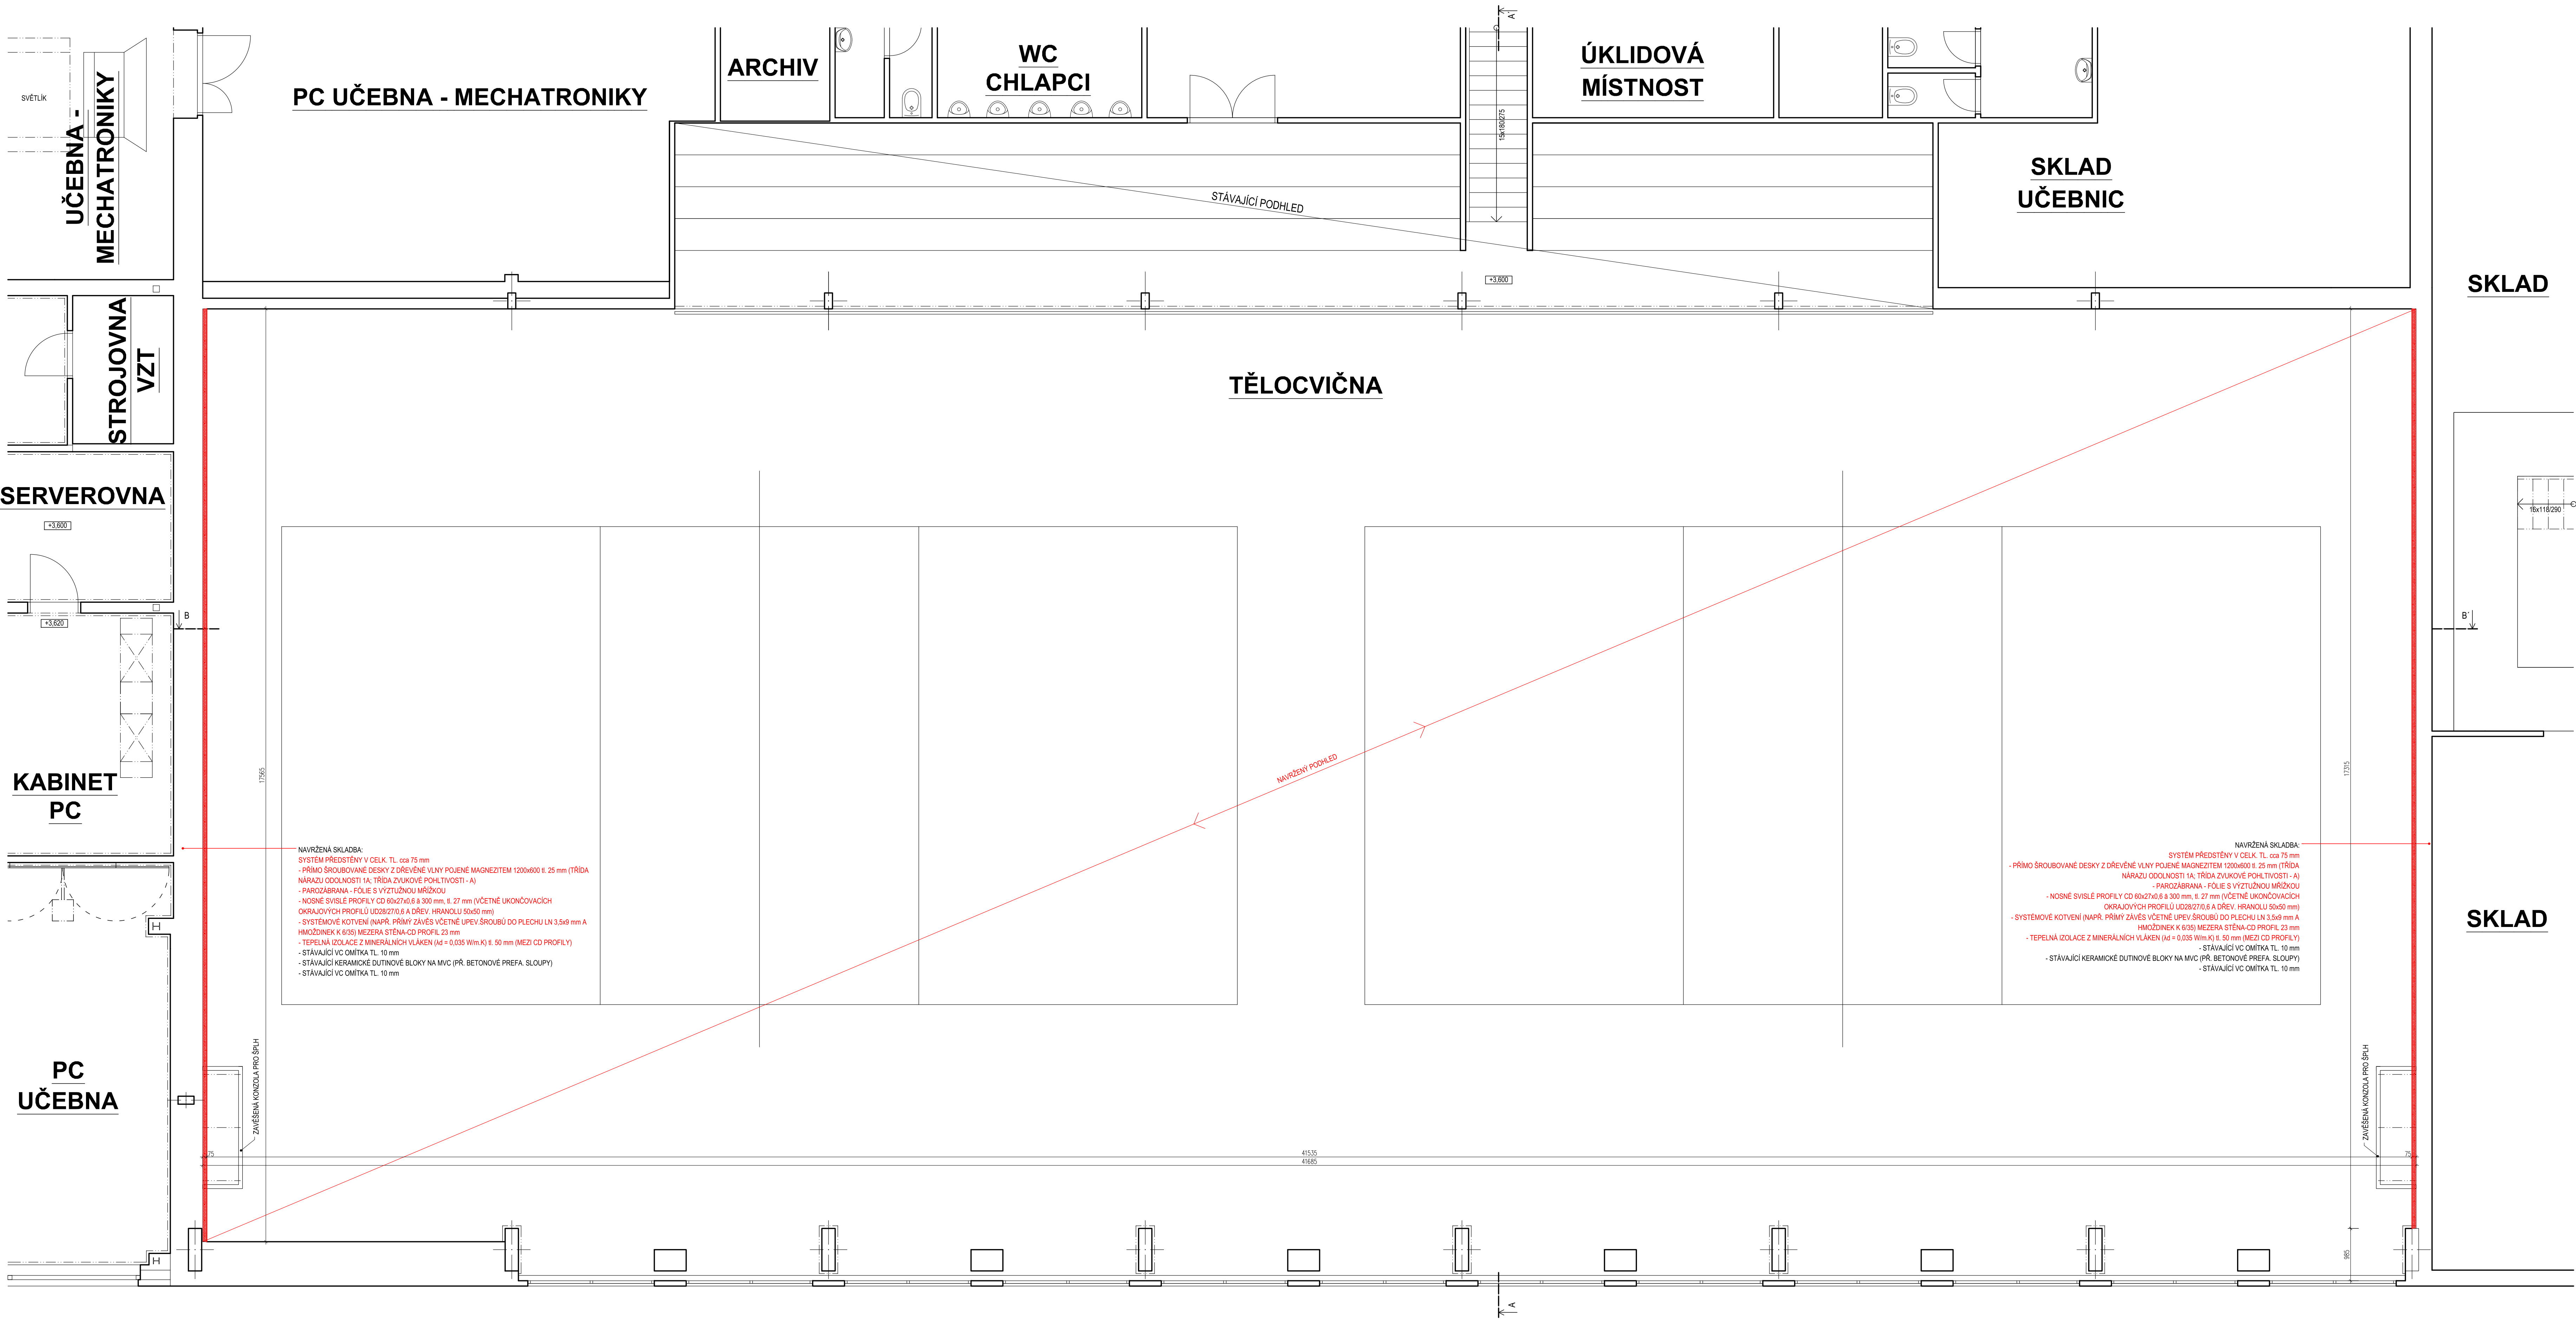 A´
SVĚTLÍK
UČEBNA -
MECHATRONIKY
PC UČEBNA - MECHATRONIKY
ARCHIV
WC
CHLAPCI
15x180/275
ÚKLIDOVÁ
MÍSTNOST
SKLAD
UČEBNIC
STÁVAJÍCÍ PODHLED
+3,600
SKLAD
STROJOVNA
VZT
TĚLOCVIČNA
SERVEROVNA
+3,600
16x118/290
+3,620
B
B´
KABINET
PC
17565
NAVRŽENÝ PODHLED
17315
NAVRŽENÁ SKLADBA:
SYSTÉM PŘEDSTĚNY V CELK. TL. cca 75 mm
- PŘÍMO ŠROUBOVANÉ DESKY Z DŘEVĚNÉ VLNY POJENÉ MAGNEZITEM 1200x600 tl. 25 mm (TŘÍDA
NÁRAZU ODOLNOSTI 1A; TŘÍDA ZVUKOVÉ POHLTIVOSTI - A)
- PAROZÁBRANA - FÓLIE S VÝZTUŽNOU MŘÍŽKOU
- NOSNÉ SVISLÉ PROFILY CD 60x27x0,6 á 300 mm, tl. 27 mm (VČETNĚ UKONČOVACÍCH
OKRAJOVÝCH PROFILŮ UD28/27/0,6 A DŘEV. HRANOLU 50x50 mm)
- SYSTÉMOVÉ KOTVENÍ (NAPŘ. PŘÍMÝ ZÁVĚS VČETNĚ UPEV.ŠROUBŮ DO PLECHU LN 3,5x9 mm A
HMOŽDINEK K 6/35) MEZERA STĚNA-CD PROFIL 23 mm
- TEPELNÁ IZOLACE Z MINERÁLNÍCH VLÁKEN (λd = 0,035 W/m.K) tl. 50 mm (MEZI CD PROFILY)
- STÁVAJÍCÍ VC OMÍTKA TL. 10 mm
- STÁVAJÍCÍ KERAMICKÉ DUTINOVÉ BLOKY NA MVC (PŘ. BETONOVÉ PREFA. SLOUPY)
- STÁVAJÍCÍ VC OMÍTKA TL. 10 mm
NAVRŽENÁ SKLADBA:
SYSTÉM PŘEDSTĚNY V CELK. TL. cca 75 mm
- PŘÍMO ŠROUBOVANÉ DESKY Z DŘEVĚNÉ VLNY POJENÉ MAGNEZITEM 1200x600 tl. 25 mm (TŘÍDA
NÁRAZU ODOLNOSTI 1A; TŘÍDA ZVUKOVÉ POHLTIVOSTI - A)
- PAROZÁBRANA - FÓLIE S VÝZTUŽNOU MŘÍŽKOU
- NOSNÉ SVISLÉ PROFILY CD 60x27x0,6 á 300 mm, tl. 27 mm (VČETNĚ UKONČOVACÍCH
OKRAJOVÝCH PROFILŮ UD28/27/0,6 A DŘEV. HRANOLU 50x50 mm)
- SYSTÉMOVÉ KOTVENÍ (NAPŘ. PŘÍMÝ ZÁVĚS VČETNĚ UPEV.ŠROUBŮ DO PLECHU LN 3,5x9 mm A
HMOŽDINEK K 6/35) MEZERA STĚNA-CD PROFIL 23 mm
- TEPELNÁ IZOLACE Z MINERÁLNÍCH VLÁKEN (λd = 0,035 W/m.K) tl. 50 mm (MEZI CD PROFILY)
- STÁVAJÍCÍ VC OMÍTKA TL. 10 mm
- STÁVAJÍCÍ KERAMICKÉ DUTINOVÉ BLOKY NA MVC (PŘ. BETONOVÉ PREFA. SLOUPY)
- STÁVAJÍCÍ VC OMÍTKA TL. 10 mm
SKLAD
PC
UČEBNA
ZAVĚŠENÁ KONZOLA PRO ŠPLH
ZAVĚŠENÁ KONZOLA PRO ŠPLH
75
41535
75
41685
985
A